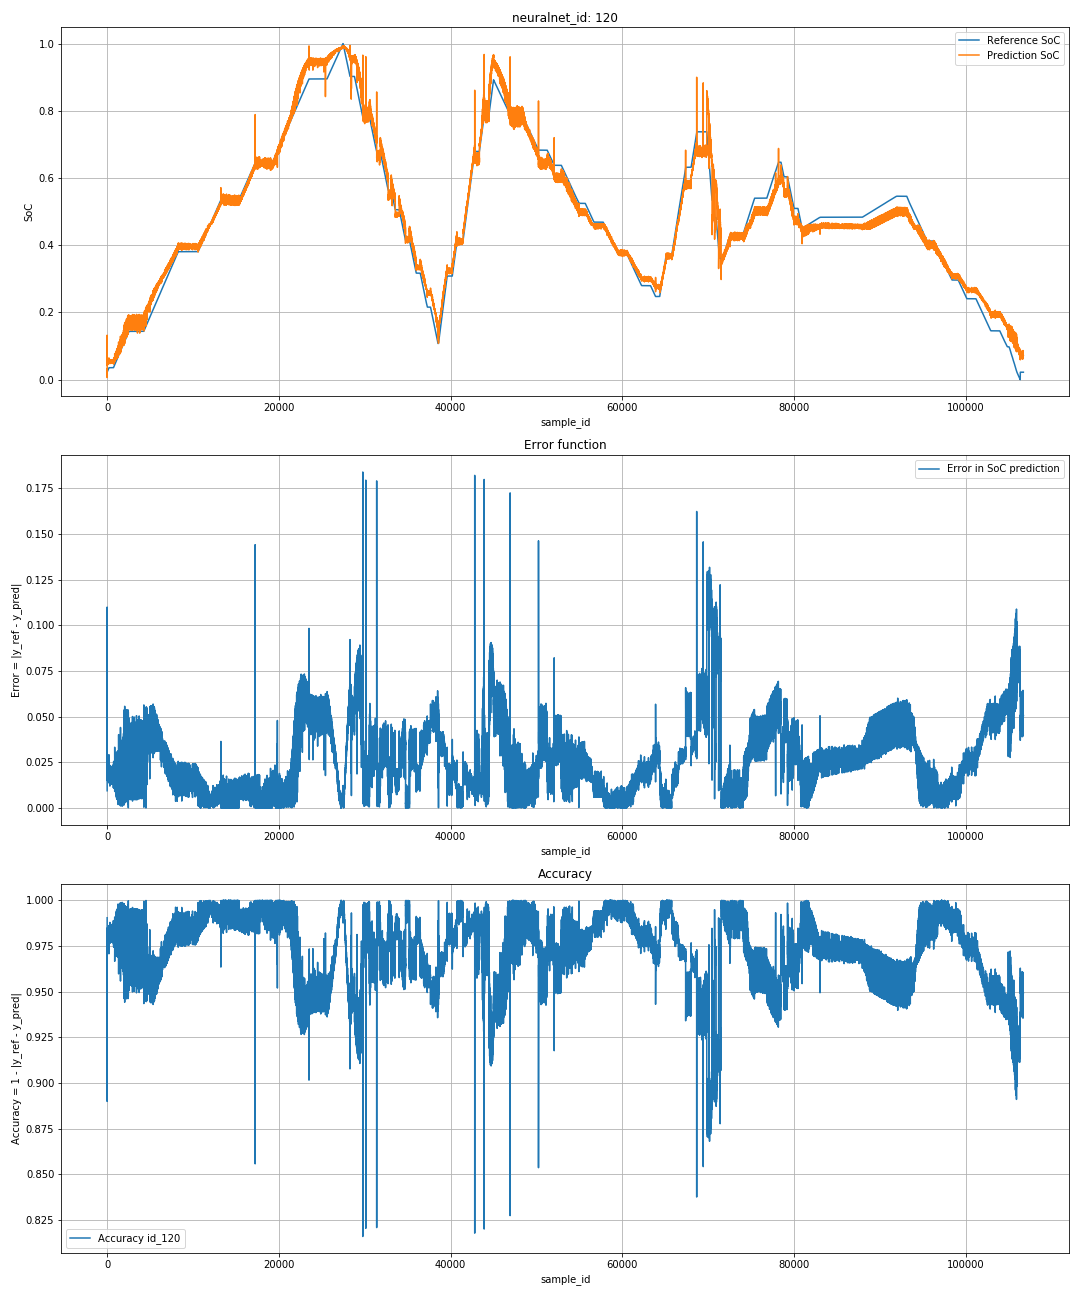 neuralnet_id: 120
Reference SoC
Prediction SoC
1.0
0.8
0.6
0.4
0.2
0.0
SoC
0 20000 40000 60000 80000 100000
sample_id
Error function
Error in SoC prediction
0.175
0.150
0.125
0.100
0.075
0.050
0.025
0.000
Error = |y_ref - y_pred|
0 20000 40000 60000 80000 100000
sample_id
Accuracy
1.000
0.975
0.950
0.925
0.900
0.875
0.850
0.825
Accuracy = 1 - |y_ref - y_pred|
Accuracy id_120
0 20000 40000 60000 80000 100000
sample_id